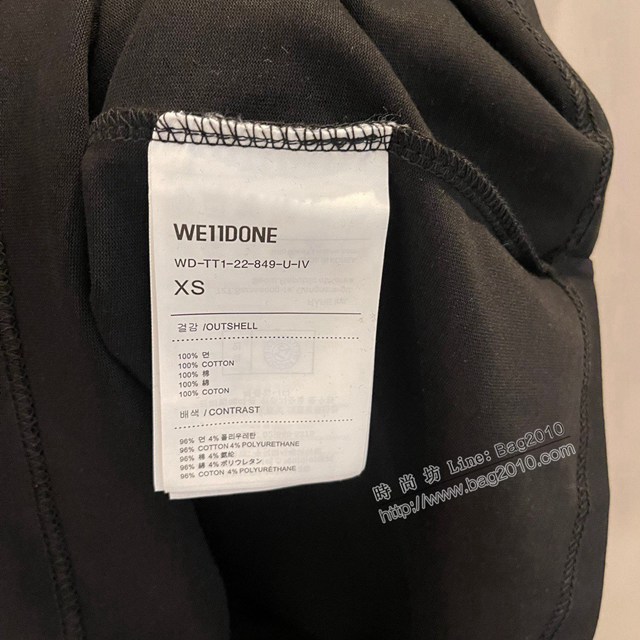 WE11DONE
WD-TT1-22-849-U-IV
XS
겉감 /OUTSHELL
100% 면
100% COTTON
100% 棉
100% 綿
100% COTON
배색 /CONTRAST
96% 면 4% 폴리우레탄
96% COTTON 4% POLYURETHANE
96% 棉 4% 氨纶
96% 綿 4% ポリウレタン
96% COTON 4% POLYURETHANE
時尚坊 Line: Bag2010
http://www.bag2010.com